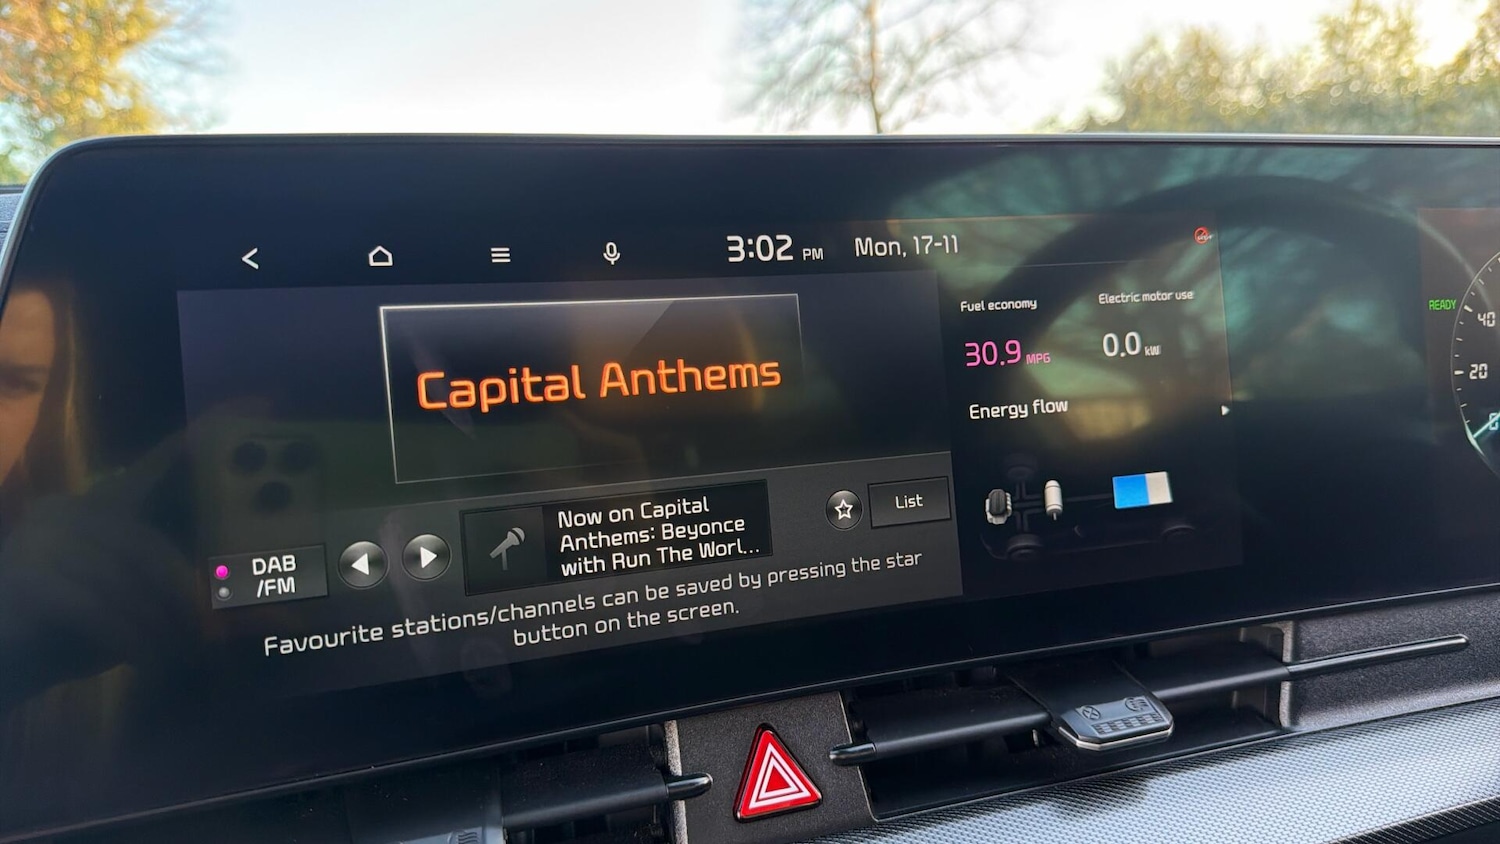 3:02 PM Mon, 17-11
Capital Anthems
DAB
/FM
Now on Capital
Anthems: Beyonce
with Run The Worl...
List
Favourite stations/channels can be saved by pressing the star
button on the screen.
Fuel economy
30.9 MPG
Electric motor use
0.0 kW
Energy flow
READY
40
20
0